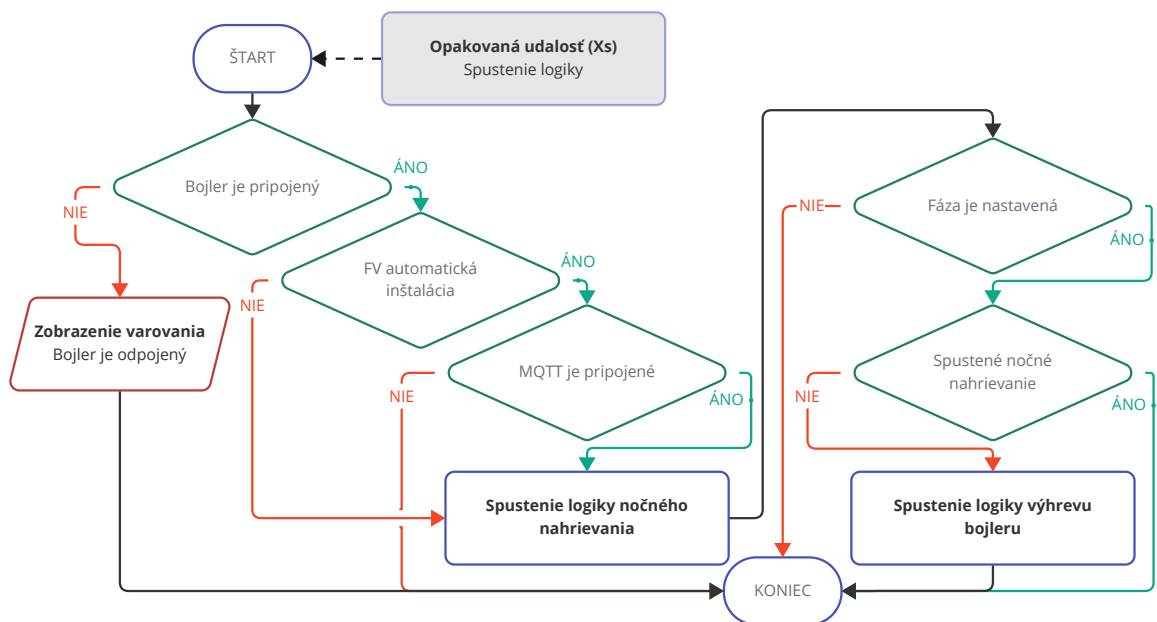 Opakovaná udalosť (Xs)
Spustenie logiky
ŠTART
Bojler je pripojený
ÁNO
NIE
FV automatická
inštalácia
ÁNO
NIE
Zobrazenie varovania
Bojler je odpojený
MQTT je pripojené
ÁNO
NIE
Spustenie logiky nočného
nahrievania
Fáza je nastavená
NIE
ÁNO
Spustené nočné
nahrievanie
NIE
ÁNO
Spustenie logiky výhrevu
bojleru
KONIEC